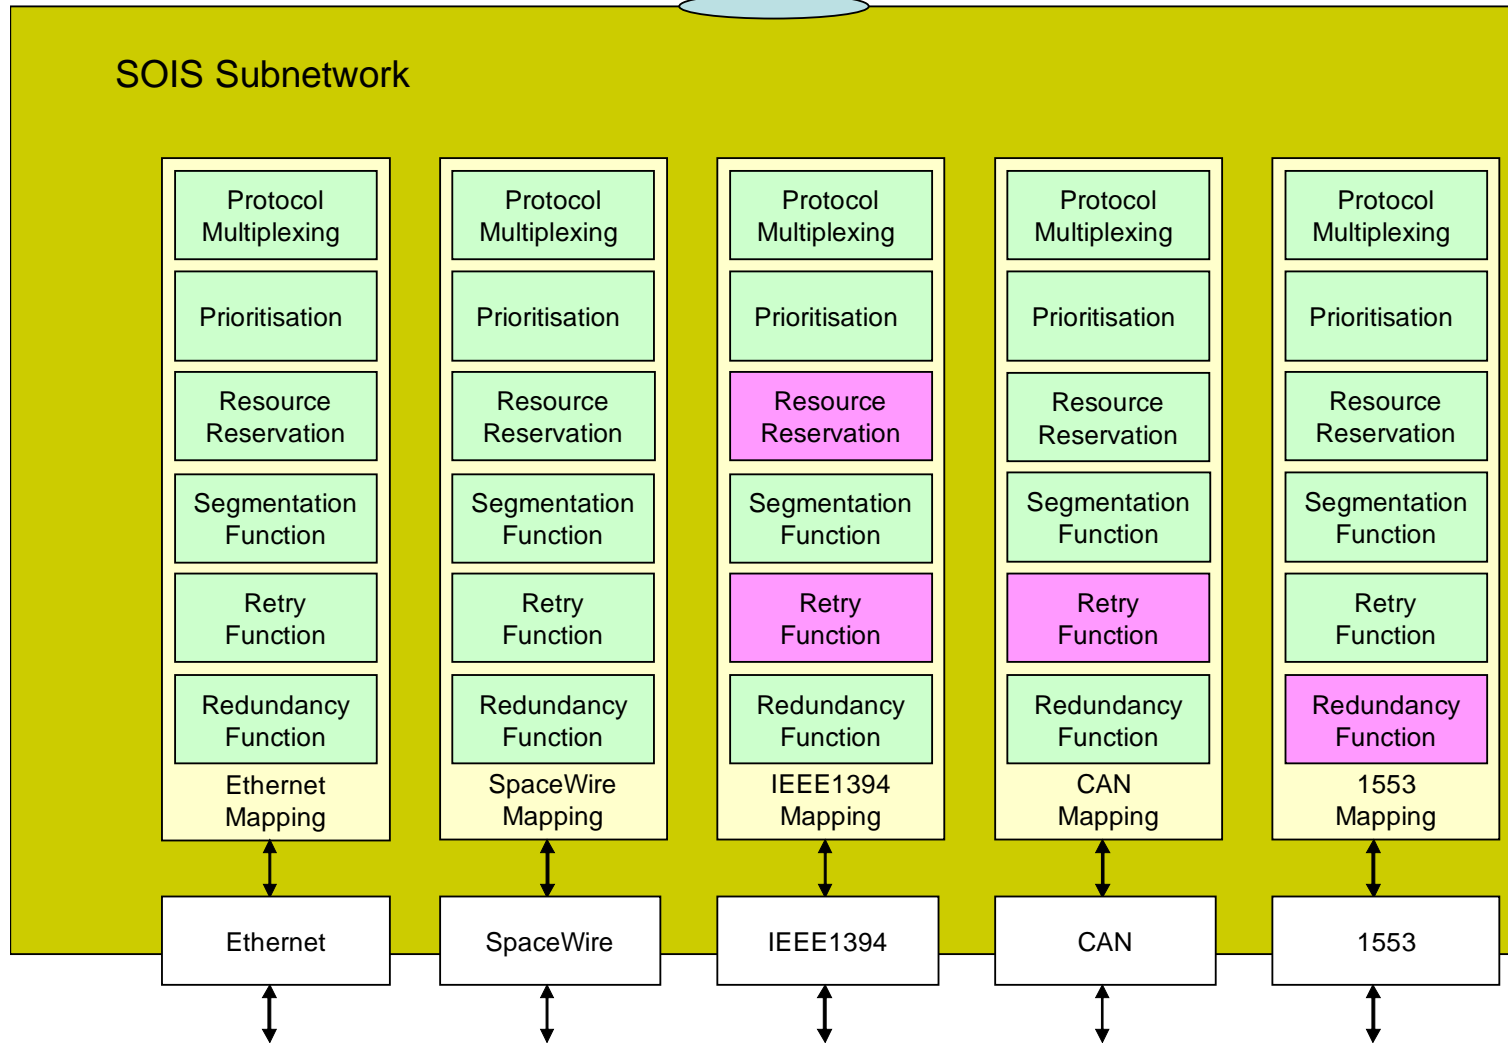 SOIS Subnetwork
Protocol
Multiplexing
Prioritisation
Resource
Reservation
Segmentation
Function
Retry
Function
Redundancy
Function
Ethernet
Mapping
Ethernet
Protocol
Multiplexing
Prioritisation
Resource
Reservation
Segmentation
Function
Retry
Function
Redundancy
Function
SpaceWire
Mapping
SpaceWire
Protocol
Multiplexing
Prioritisation
Resource
Reservation
Segmentation
Function
Retry
Function
Redundancy
Function
IEEE1394
Mapping
IEEE1394
Protocol
Multiplexing
Prioritisation
Resource
Reservation
Segmentation
Function
Retry
Function
Redundancy
Function
CAN
Mapping
CAN
Protocol
Multiplexing
Prioritisation
Resource
Reservation
Segmentation
Function
Retry
Function
Redundancy
Function
1553
Mapping
1553